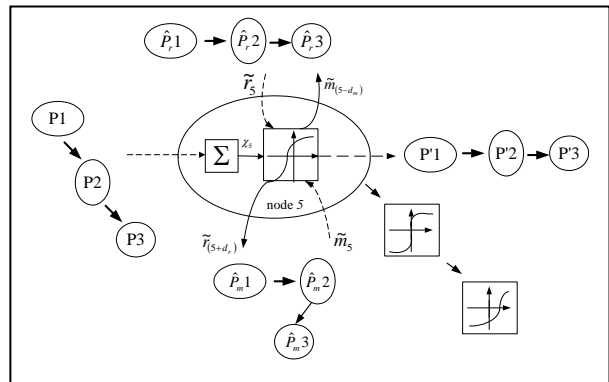 P̂ᵣ1 P̂ᵣ2 P̂ᵣ3
r̃₅ m̃₍₅₋dₘ₎
P1
P2
P3
Σ χ₅
P'1 P'2 P'3
node 5
r̃₍₅₊dᵣ₎ m̃₅
P̂ₘ1 P̂ₘ2
P̂ₘ3